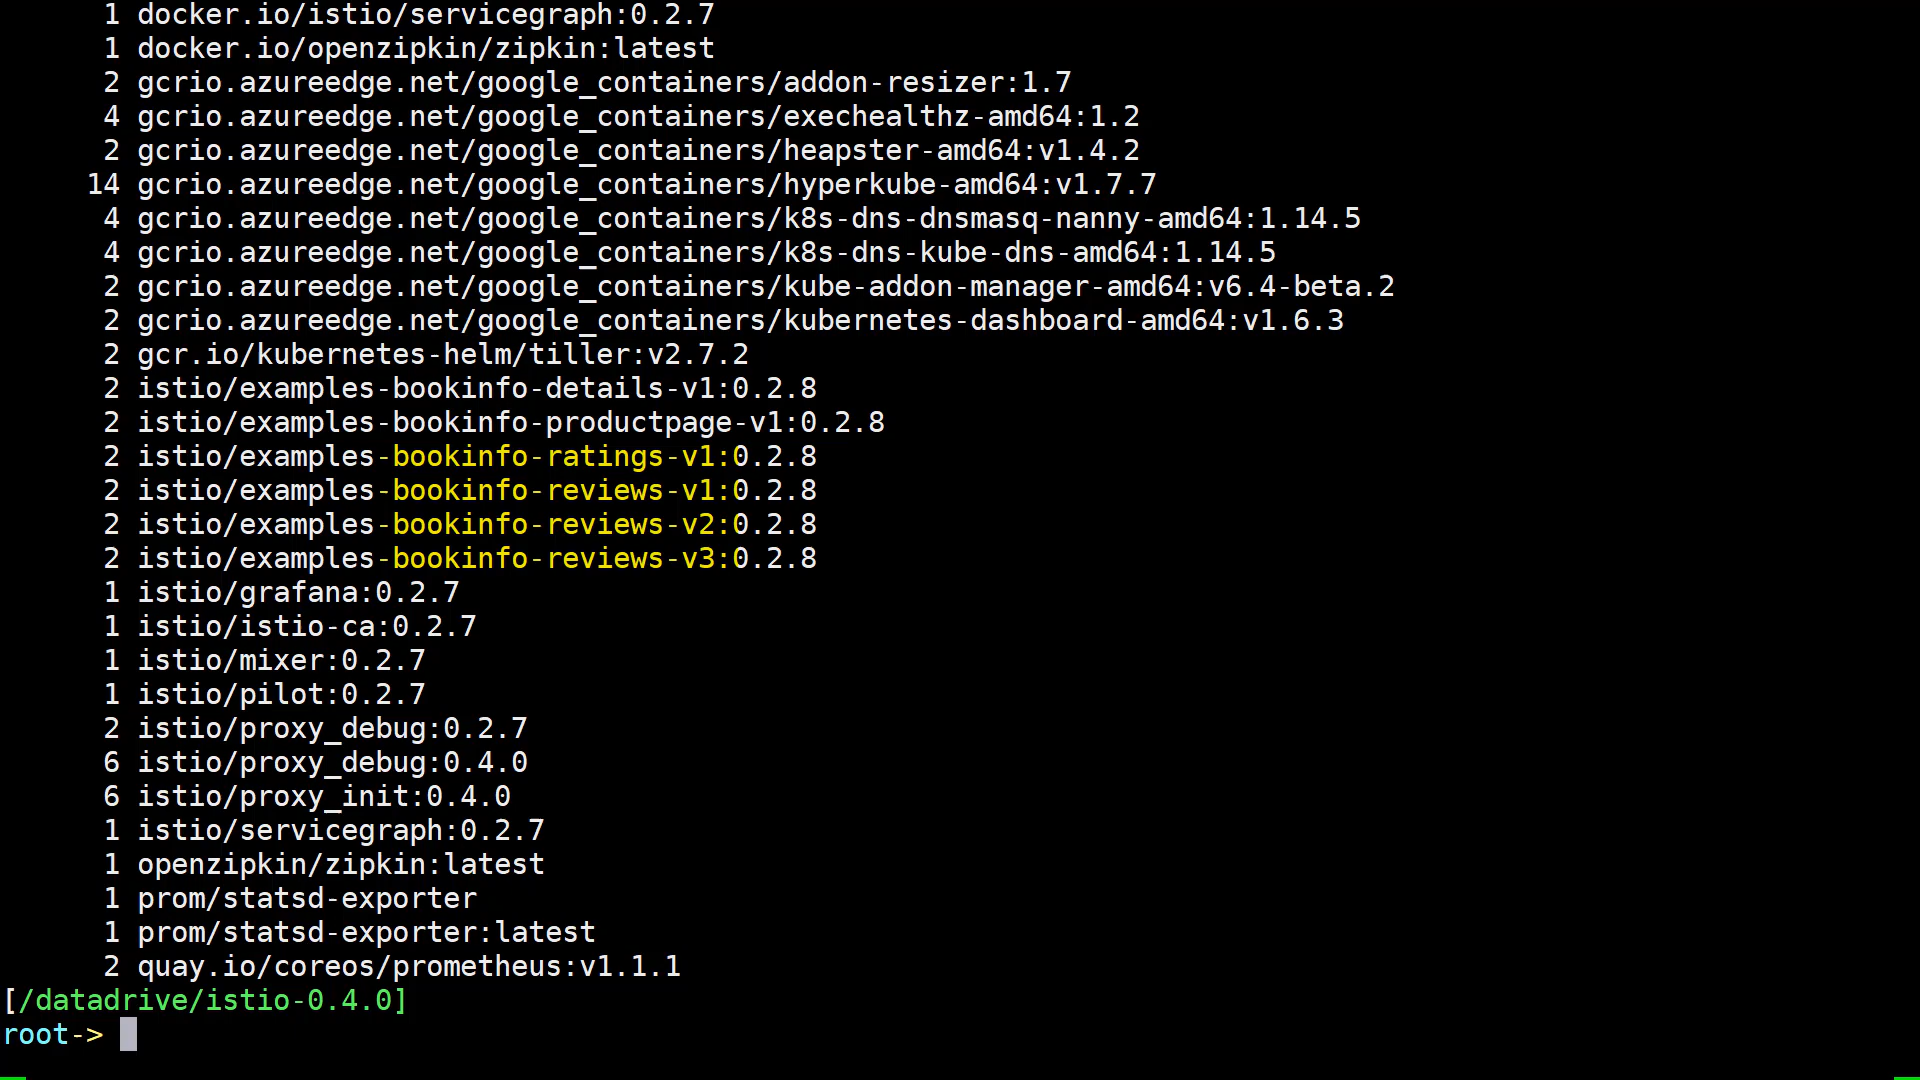 1 docker.io/istio/servicegraph:0.2.7
1 docker.io/openzipkin/zipkin:latest
2 gcrio.azureedge.net/google_containers/addon-resizer:1.7
4 gcrio.azureedge.net/google_containers/exechealthz-amd64:1.2
2 gcrio.azureedge.net/google_containers/heapster-amd64:v1.4.2
14 gcrio.azureedge.net/google_containers/hyperkube-amd64:v1.7.7
4 gcrio.azureedge.net/google_containers/k8s-dns-dnsmasq-nanny-amd64:1.14.5
4 gcrio.azureedge.net/google_containers/k8s-dns-kube-dns-amd64:1.14.5
2 gcrio.azureedge.net/google_containers/kube-addon-manager-amd64:v6.4-beta.2
2 gcrio.azureedge.net/google_containers/kubernetes-dashboard-amd64:v1.6.3
2 gcr.io/kubernetes-helm/tiller:v2.7.2
2 istio/examples-bookinfo-details-v1:0.2.8
2 istio/examples-bookinfo-productpage-v1:0.2.8
2 istio/examples-bookinfo-ratings-v1:0.2.8
2 istio/examples-bookinfo-reviews-v1:0.2.8
2 istio/examples-bookinfo-reviews-v2:0.2.8
2 istio/examples-bookinfo-reviews-v3:0.2.8
1 istio/grafana:0.2.7
1 istio/istio-ca:0.2.7
1 istio/mixer:0.2.7
1 istio/pilot:0.2.7
2 istio/proxy_debug:0.2.7
6 istio/proxy_debug:0.4.0
6 istio/proxy_init:0.4.0
1 istio/servicegraph:0.2.7
1 openzipkin/zipkin:latest
1 prom/statsd-exporter
1 prom/statsd-exporter:latest
2 quay.io/coreos/prometheus:v1.1.1
[/datadrive/istio-0.4.0]
root->